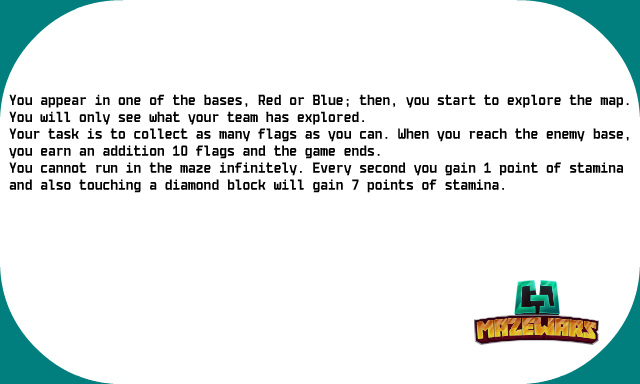 You appear in one of the bases, Red or Blue; then, you start to explore the map.
You will only see what your team has explored.
Your task is to collect as many flags as you can. When you reach the enemy base,
you earn an addition 10 flags and the game ends.
You cannot run in the maze infinitely. Every second you gain 1 point of stamina
and also touching a diamond block will gain 7 points of stamina.
MAZEWARS